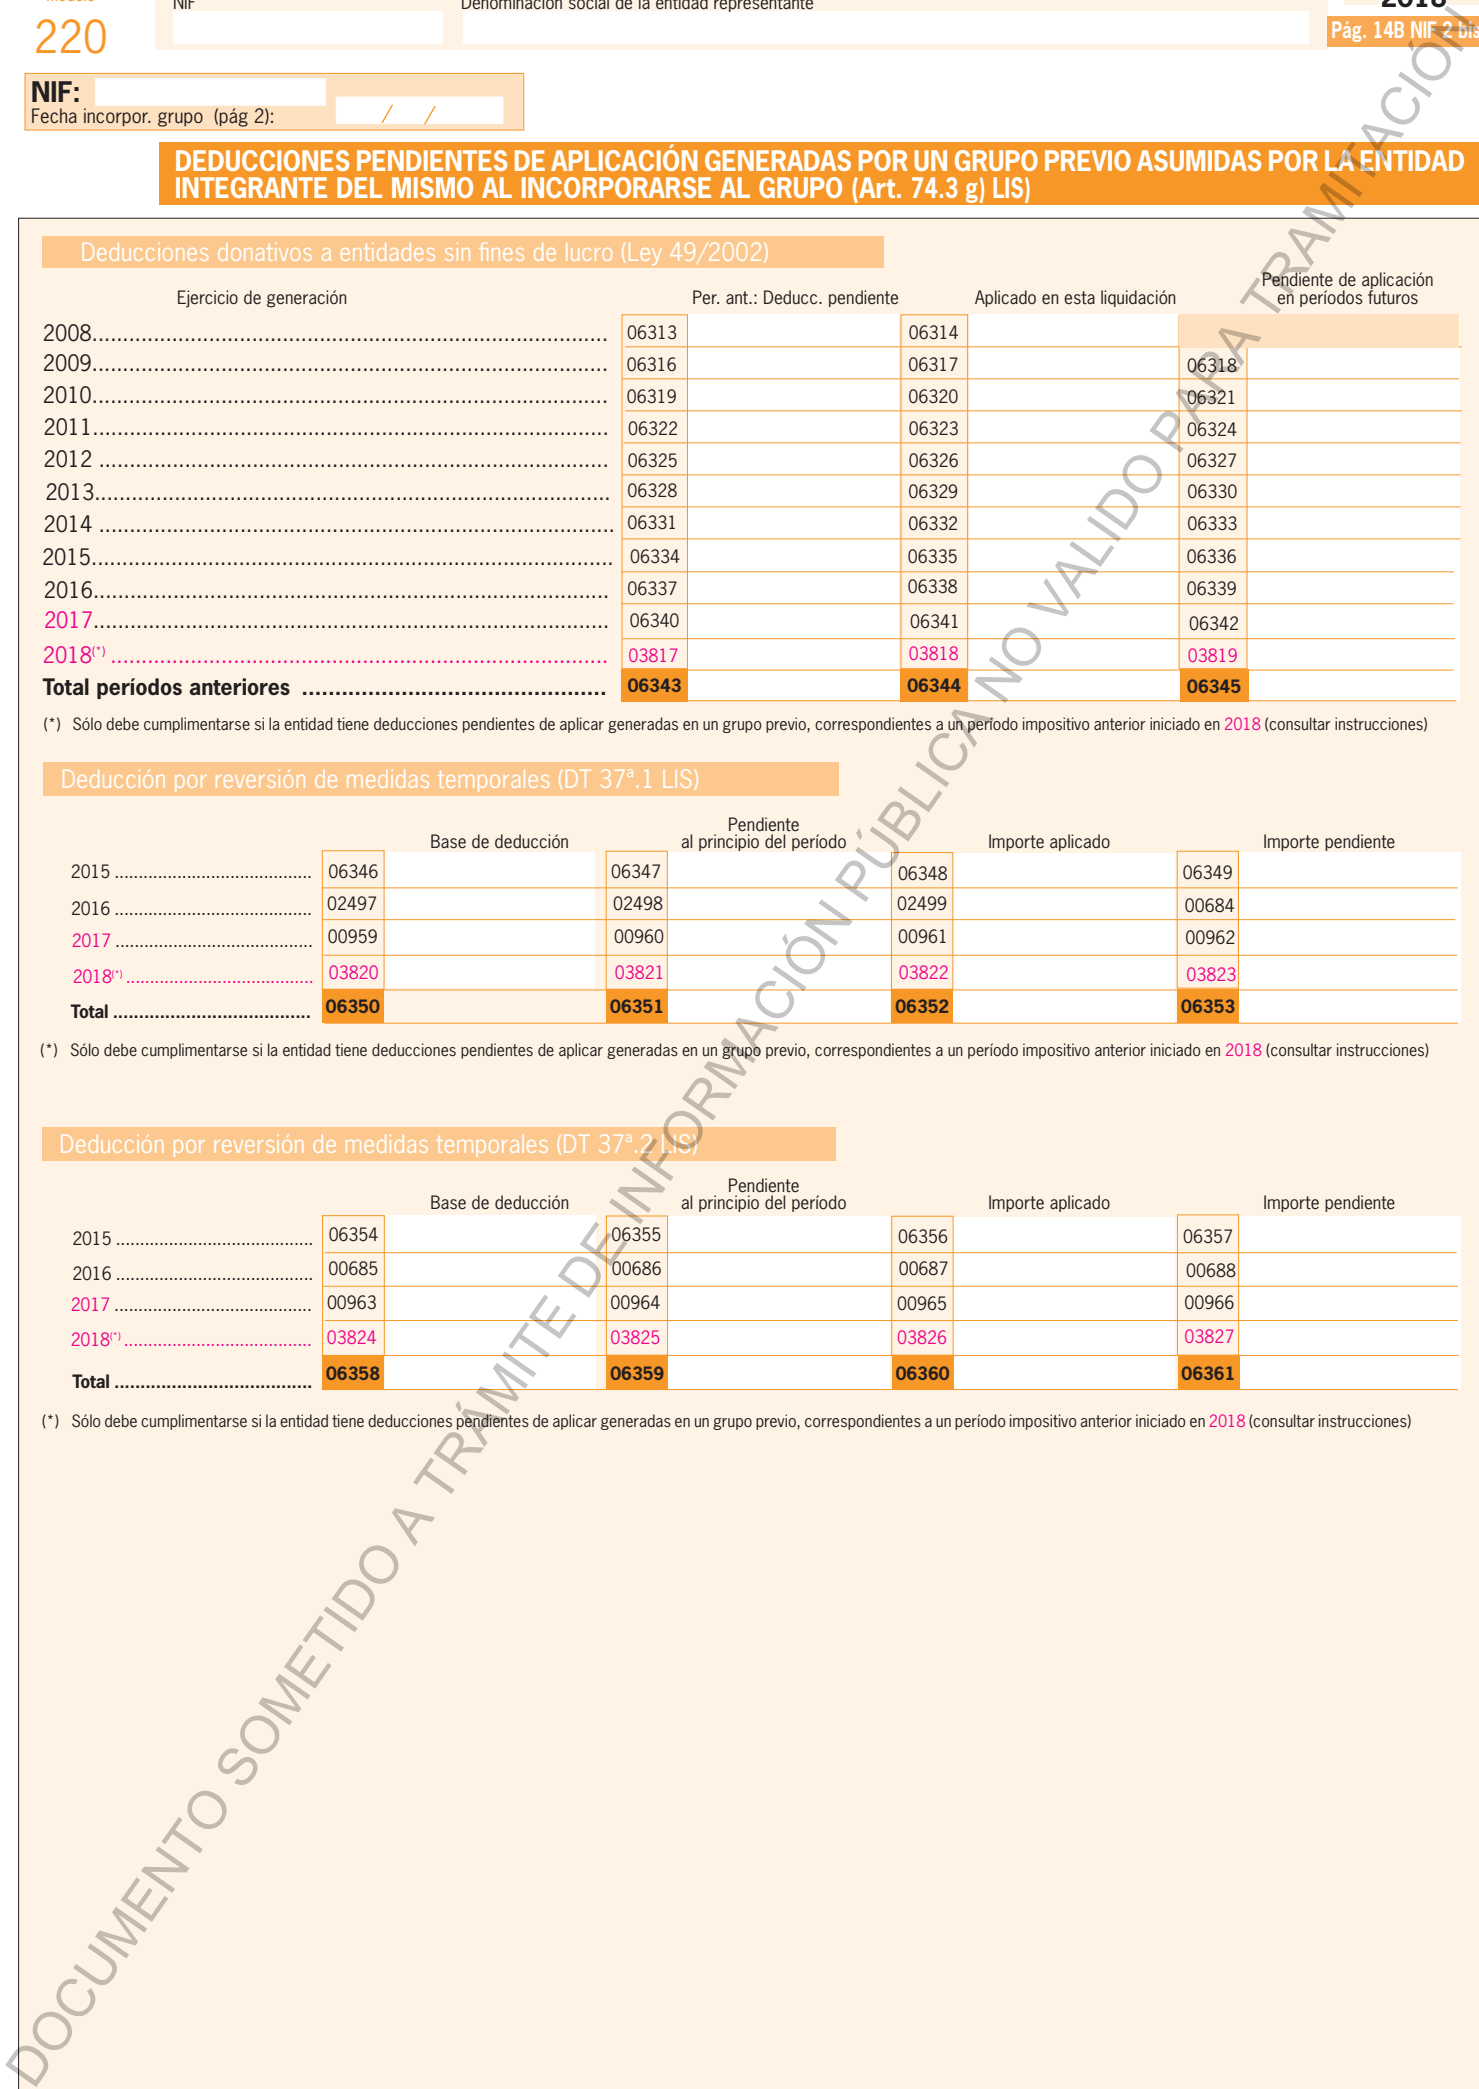 NIF
Denominación social de la entidad representante
2018
220
Pág. 14B NIF 2 bis
NIF:
Fecha incorpor. grupo (pág 2): / /
DEDUCCIONES PENDIENTES DE APLICACIÓN GENERADAS POR UN GRUPO PREVIO ASUMIDAS POR LA ENTIDAD
INTEGRANTE DEL MISMO AL INCORPORARSE AL GRUPO (Art. 74.3 g) LIS)
Deducciones donativos a entidades sin fines de lucro (Ley 49/2002)
Ejercicio de generación Per. ant.: Deducc. pendiente Aplicado en esta liquidación Pendiente de aplicación
en períodos futuros
2008 06313 06314
2009 06316 06317 06318
2010 06319 06320 06321
2011 06322 06323 06324
2012 06325 06326 06327
2013 06328 06329 06330
2014 06331 06332 06333
2015 06334 06335 06336
2016 06337 06338 06339
2017 06340 06341 06342
2018(*) 03817 03818 03819
Total períodos anteriores 06343 06344 06345
(*) Sólo debe cumplimentarse si la entidad tiene deducciones pendientes de aplicar generadas en un grupo previo, correspondientes a un período impositivo anterior iniciado en 2018 (consultar instrucciones)
Deducción por reversión de medidas temporales (DT 37ª.1 LIS)
Pendiente
Base de deducción al principio del período Importe aplicado Importe pendiente
2015 06346 06347 06348 06349
2016 02497 02498 02499 00684
2017 00959 00960 00961 00962
2018(*) 03820 03821 03822 03823
Total 06350 06351 06352 06353
(*) Sólo debe cumplimentarse si la entidad tiene deducciones pendientes de aplicar generadas en un grupo previo, correspondientes a un período impositivo anterior iniciado en 2018 (consultar instrucciones)
Deducción por reversión de medidas temporales (DT 37ª.2 LIS)
Pendiente
Base de deducción al principio del período Importe aplicado Importe pendiente
2015 06354 06355 06356 06357
2016 00685 00686 00687 00688
2017 00963 00964 00965 00966
2018(*) 03824 03825 03826 03827
Total 06358 06359 06360 06361
(*) Sólo debe cumplimentarse si la entidad tiene deducciones pendientes de aplicar generadas en un grupo previo, correspondientes a un período impositivo anterior iniciado en 2018 (consultar instrucciones)
DOCUMENTO SOMETIDO A TRÁMITE DE INFORMACIÓN PÚBLICA NO VALIDO PARA TRAMITACIÓN